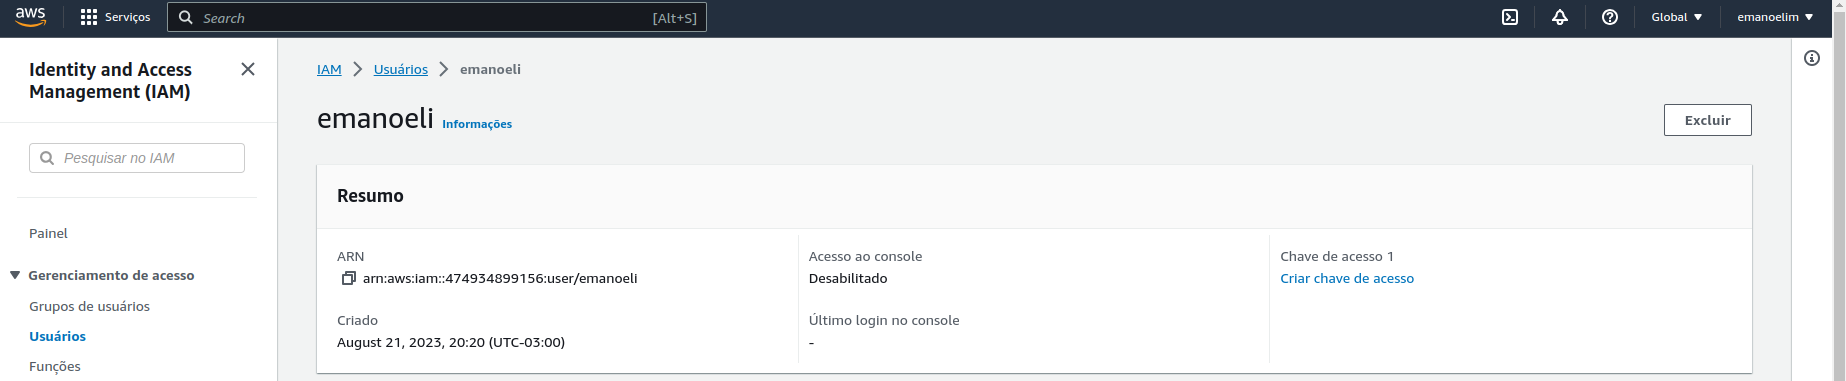 aws
Serviços
Search
[Alt+S]
Global
emanoelim
Identity and Access
Management (IAM)
Pesquisar no IAM
Painel
Gerenciamento de acesso
Grupos de usuários
Usuários
Funções
IAM
Usuários
emanoeli
emanoeli
Informações
Excluir
Resumo
ARN
arn:aws:iam::474934899156:user/emanoeli
Criado
August 21, 2023, 20:20 (UTC-03:00)
Acesso ao console
Desabilitado
Último login no console
-
Chave de acesso 1
Criar chave de acesso